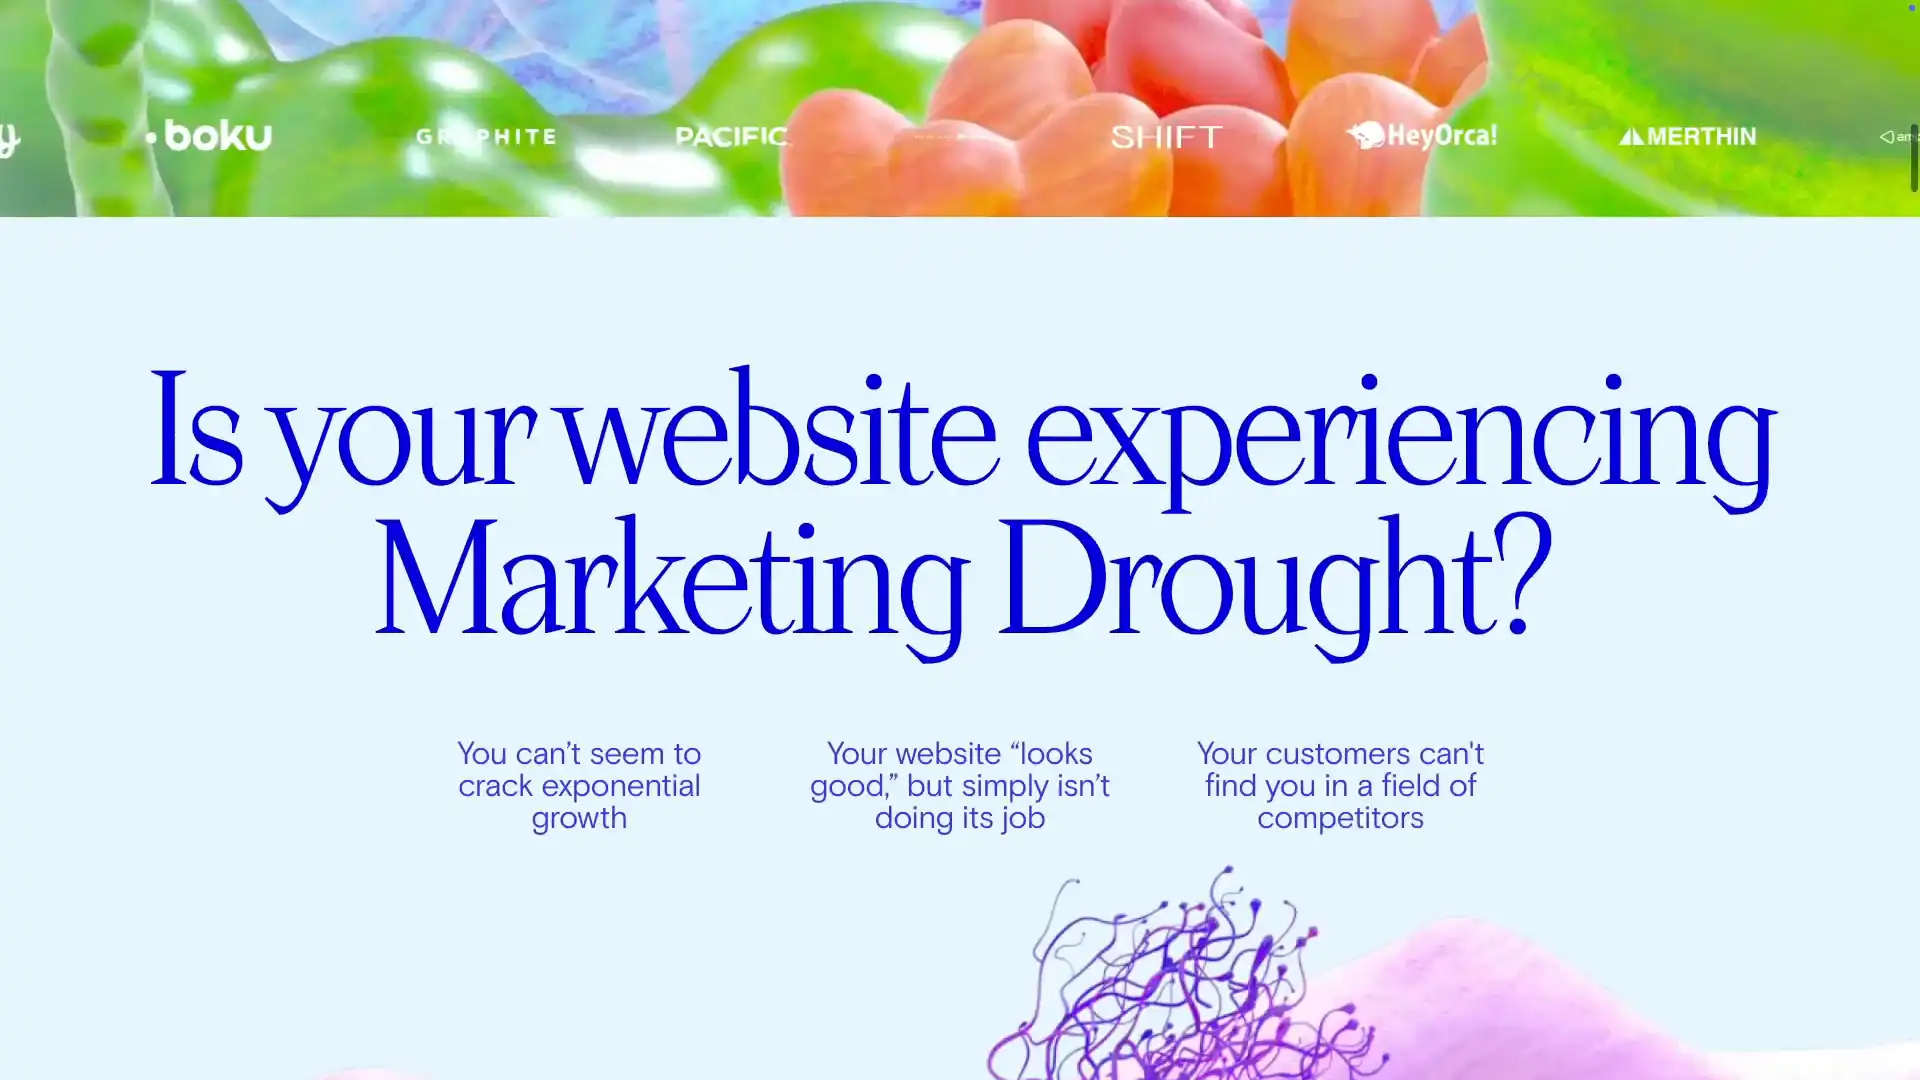 boku
GRAPHITE
PACIFIC
SHIFT
HeyOrca!
MERTHIN
Is your website experiencing
Marketing Drought?
You can’t seem to
crack exponential
growth
Your website “looks
good,” but simply isn’t
doing its job
Your customers can't
find you in a field of
competitors